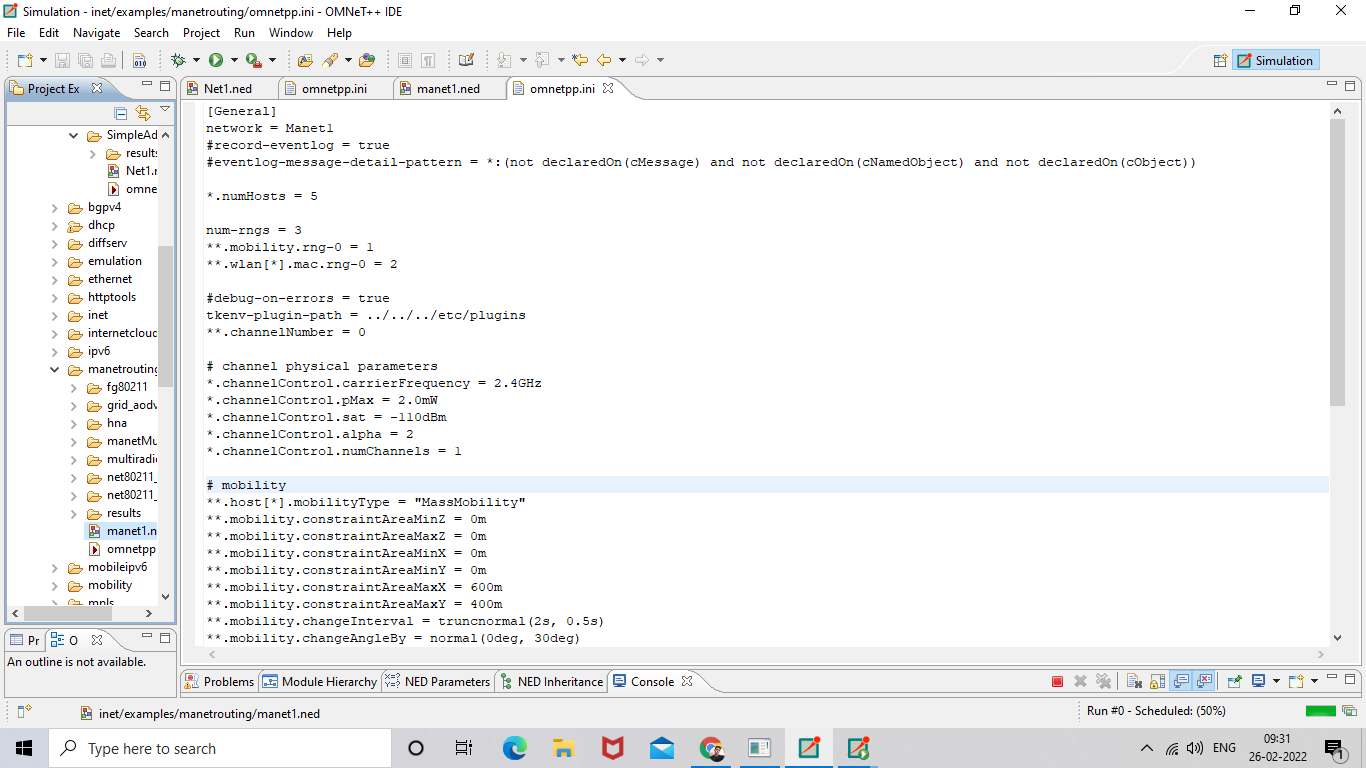 Simulation - inet/examples/manetrouting/omnetpp.ini - OMNeT++ IDE
File Edit Navigate Search Project Run Window Help
Simulation
Project Ex
Net1.ned
omnetpp.ini
manet1.ned
omnetpp.ini
SimpleAd
results
Net1.r
omne
bgpv4
dhcp
diffserv
emulation
ethernet
httptools
inet
internetcloud
ipv6
manetrouting
fg80211
grid_aodv
hna
manetMu
multiradio
net80211_
net80211_
results
manet1.n
omnetpp
mobileipv6
mobility
mpls
[General]
network = Manet1
#record-eventlog = true
#eventlog-message-detail-pattern = *:(not declaredOn(cMessage) and not declaredOn(cNamedObject) and not declaredOn(cObject))
*.numHosts = 5
num-rngs = 3
**.mobility.rng-0 = 1
**.wlan[*].mac.rng-0 = 2
#debug-on-errors = true
tkenv-plugin-path = ../../../etc/plugins
**.channelNumber = 0
# channel physical parameters
*.channelControl.carrierFrequency = 2.4GHz
*.channelControl.pMax = 2.0mW
*.channelControl.sat = -110dBm
*.channelControl.alpha = 2
*.channelControl.numChannels = 1
# mobility
**.host[*].mobilityType = "MassMobility"
**.mobility.constraintAreaMinZ = 0m
**.mobility.constraintAreaMaxZ = 0m
**.mobility.constraintAreaMinX = 0m
**.mobility.constraintAreaMinY = 0m
**.mobility.constraintAreaMaxX = 600m
**.mobility.constraintAreaMaxY = 400m
**.mobility.changeInterval = truncnormal(2s, 0.5s)
**.mobility.changeAngleBy = normal(0deg, 30deg)
Pr
O
An outline is not available.
Problems
Module Hierarchy
NED Parameters
NED Inheritance
Console
inet/examples/manetrouting/manet1.ned
Run #0 - Scheduled: (50%)
Type here to search
ENG
09:31
26-02-2022
1